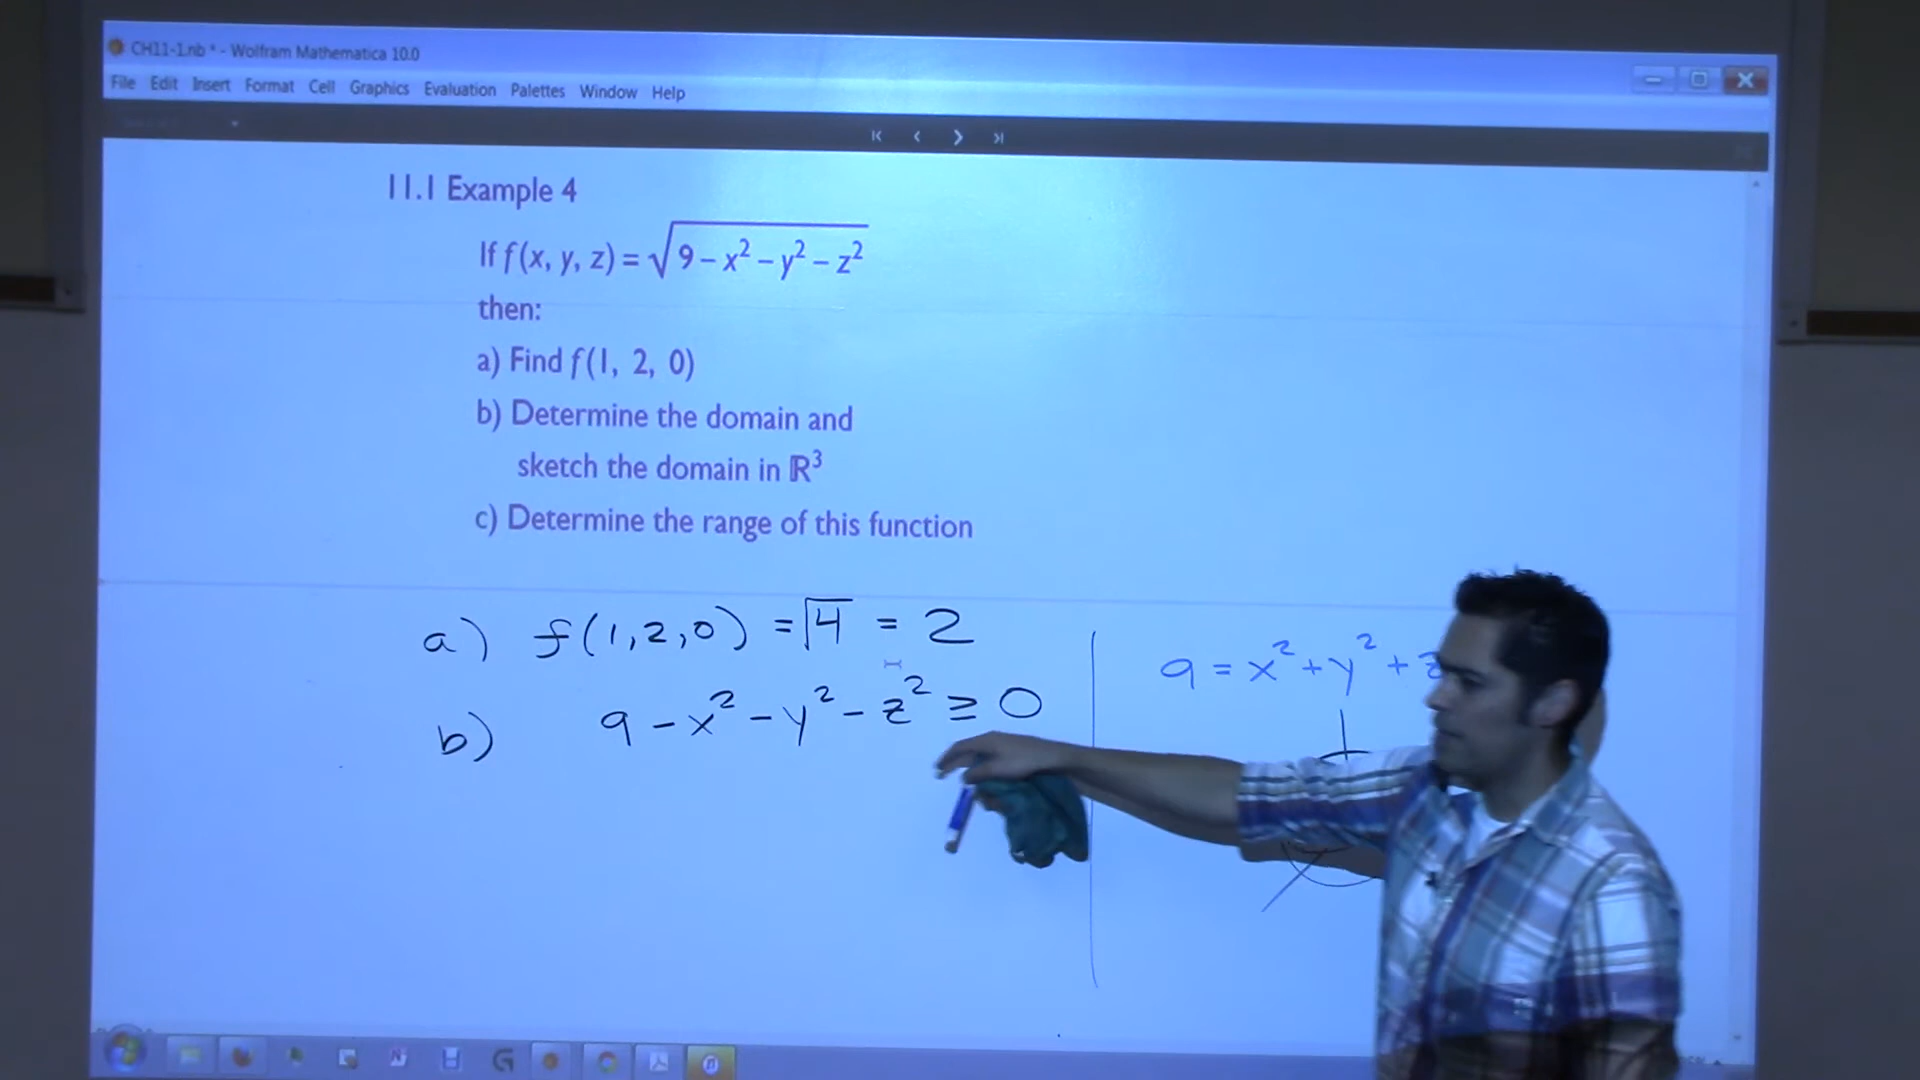 CH11-1.nb * - Wolfram Mathematica 10.0
File Edit Insert Format Cell Graphics Evaluation Palettes Window Help
11.1 Example 4
If f(x, y, z) = √(9 – x² – y² – z²)
then:
a) Find f(1, 2, 0)
b) Determine the domain and
sketch the domain in ℝ³
c) Determine the range of this function
a) f(1,2,0) = √4 = 2
b) 9 – x² – y² – z² ≥ 0
9 = x² + y² + z